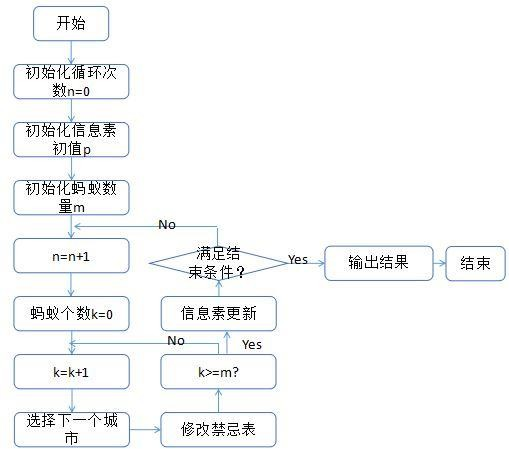 开始
初始化循环次
数n=0
初始化信息素
初值p
初始化蚂蚁数
量m
No
n=n+1
满足结
束条件？
Yes
输出结果
结束
蚂蚁个数k=0
信息素更新
No
Yes
k=k+1
k>=m?
选择下一个城
市
修改禁忌表